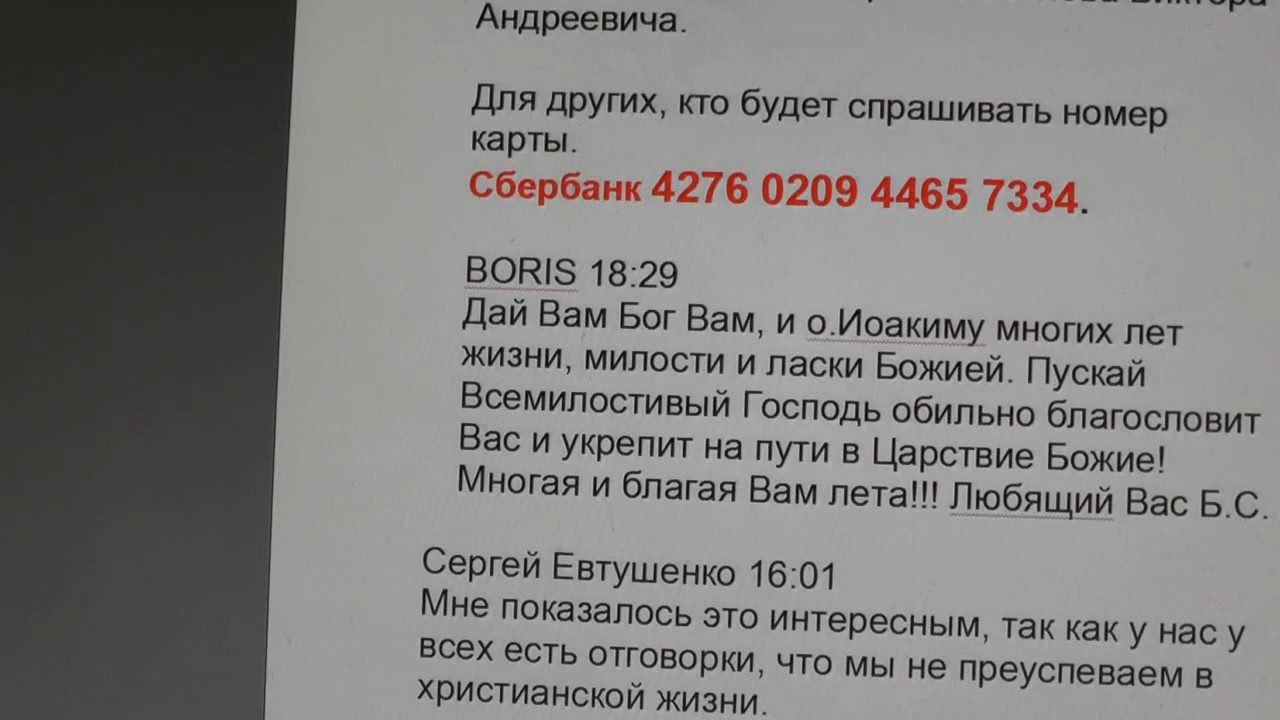 Виктора
Андреевича.
Для других, кто будет спрашивать номер
карты.
Сбербанк 4276 0209 4465 7334.
BORIS 18:29
Дай Вам Бог Вам, и о.Иоакиму многих лет
жизни, милости и ласки Божией. Пускай
Всемилостивый Господь обильно благословит
Вас и укрепит на пути в Царствие Божие!
Многая и благая Вам лета!!! Любящий Вас Б.С.
Сергей Евтушенко 16:01
Мне показалось это интересным, так как у нас у
всех есть отговорки, что мы не преуспеваем в
христианской жизни.